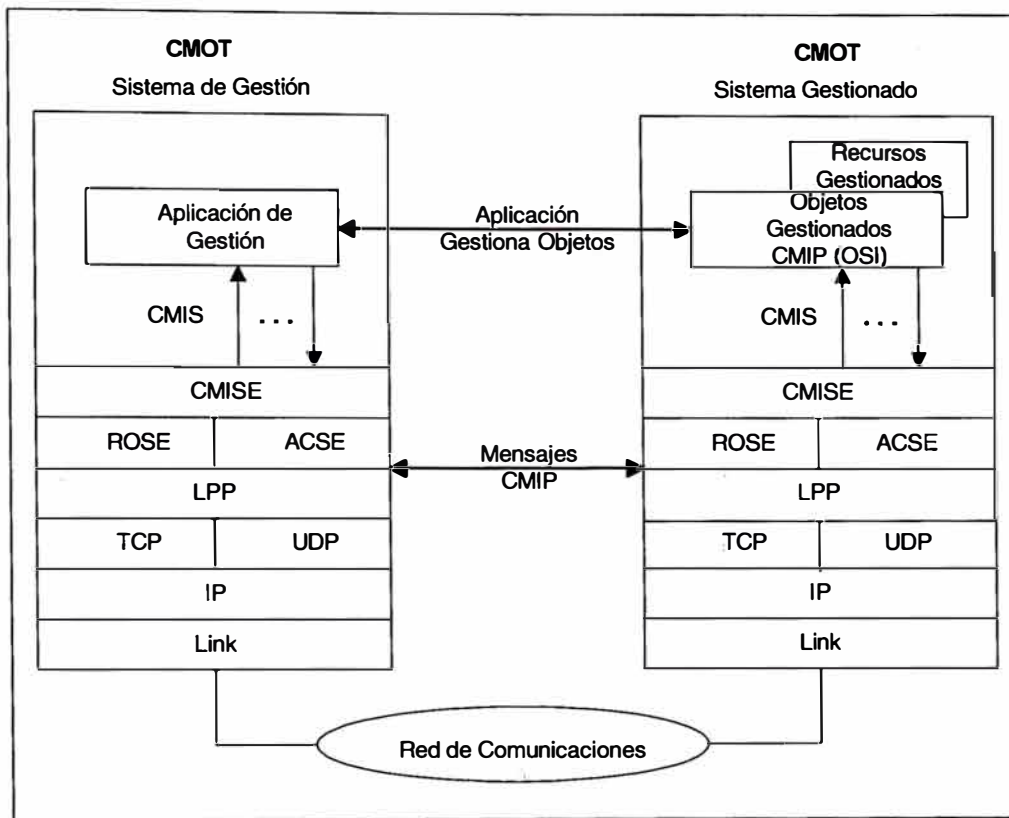 CMOT
Sistema de Gestión
Aplicación de
Gestión
CMIS
...
CMISE
ROSE ACSE
LPP
TCP UDP
IP
Link
Aplicación
Gestiona Objetos
Mensajes
CMIP
CMOT
Sistema Gestionado
Recursos
Gestionados
Objetos
Gestionados
CMIP (OSI)
CMIS
...
CMISE
ROSE ACSE
LPP
TCP UDP
IP
Link
Red de Comunicaciones